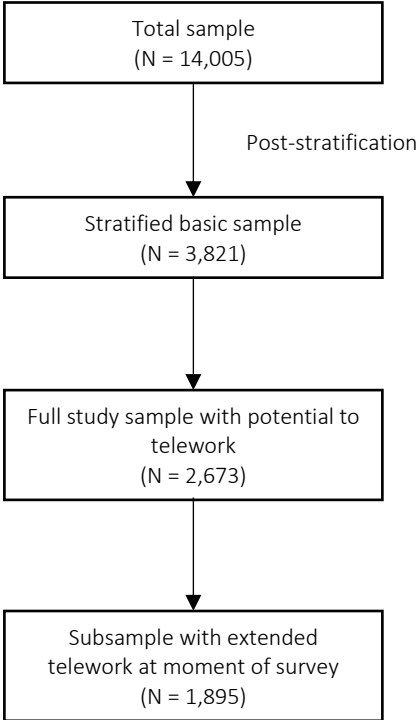 Total sample
(N = 14,005)
Post-stratification
Stratified basic sample
(N = 3,821)
Full study sample with potential to
telework
(N = 2,673)
Subsample with extended
telework at moment of survey
(N = 1,895)